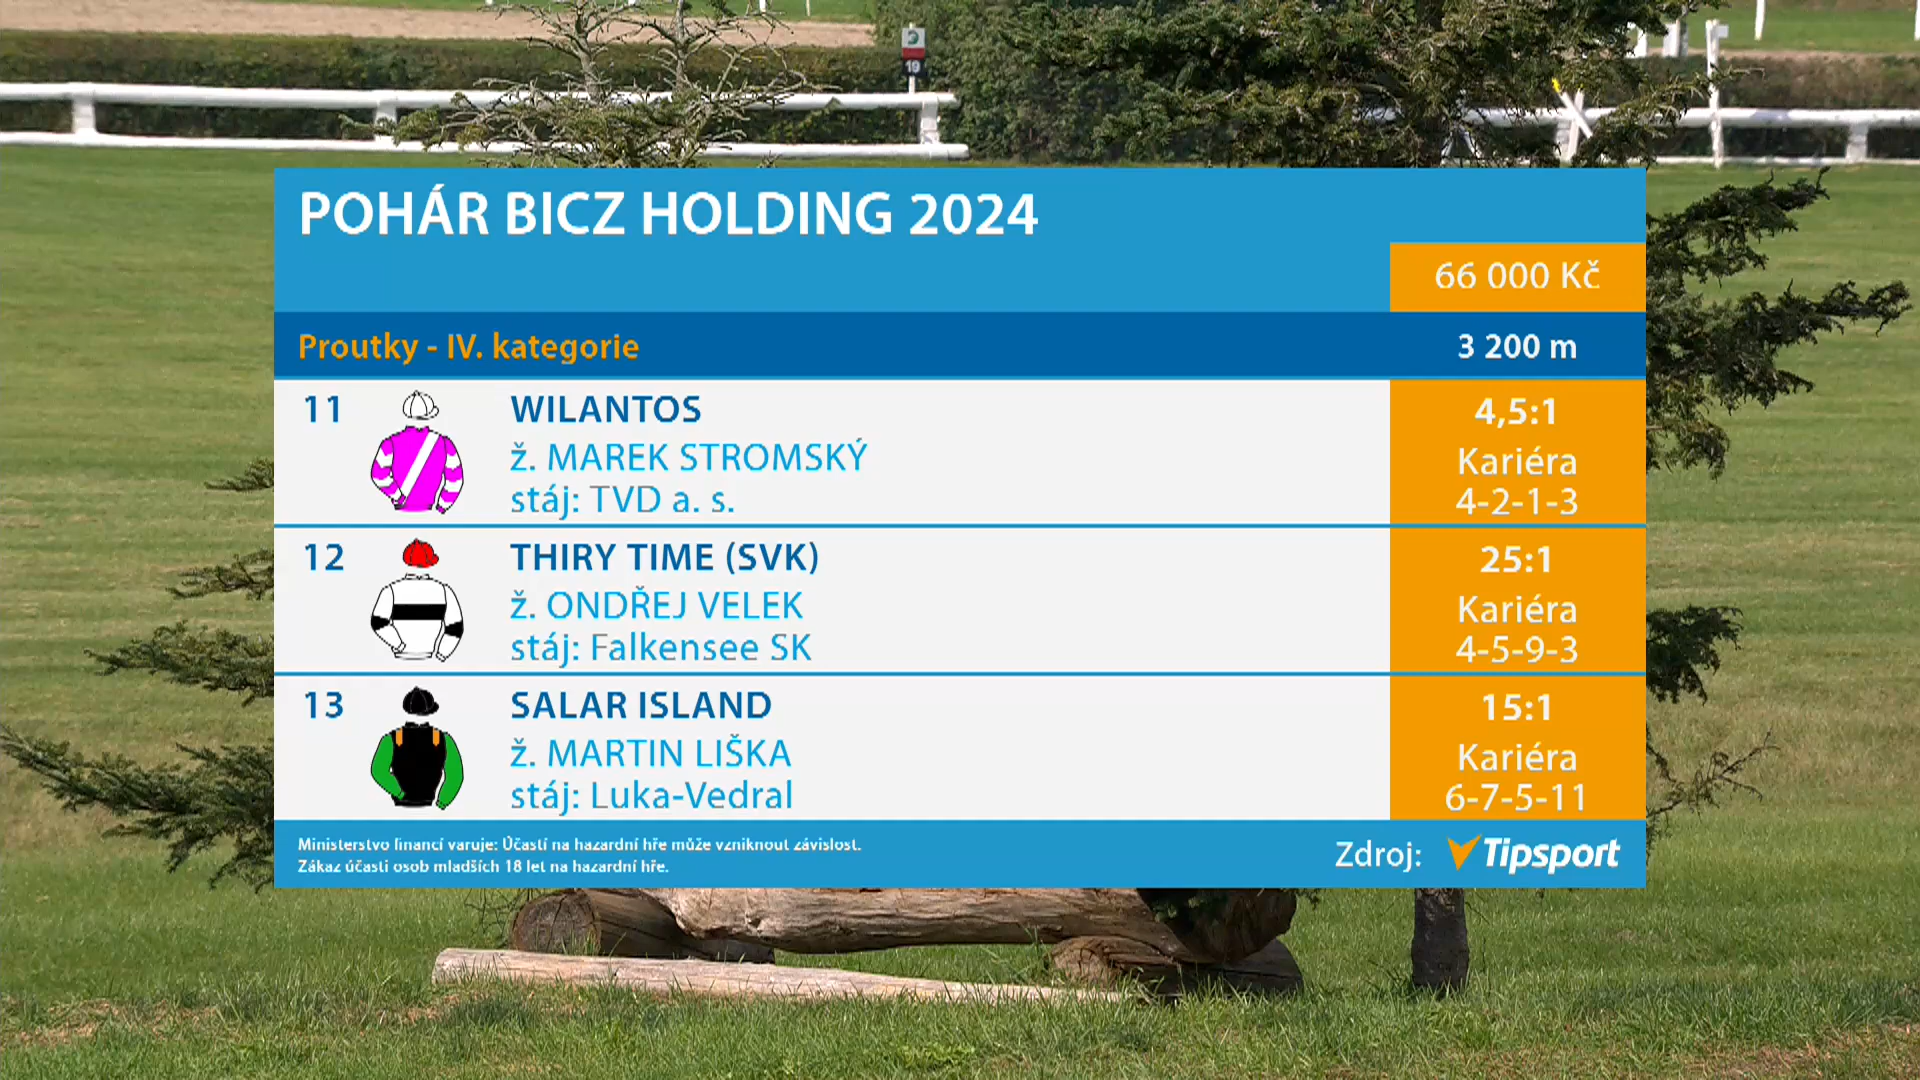 19
POHÁR BICZ HOLDING 2024
66 000 Kč
Proutky - IV. kategorie
3 200 m
11
WILANTOS
ž. MAREK STROMSKÝ
stáj: TVD a. s.
4,5:1
Kariéra
4-2-1-3
12
THIRY TIME (SVK)
ž. ONDŘEJ VELEK
stáj: Falkensee SK
25:1
Kariéra
4-5-9-3
13
SALAR ISLAND
ž. MARTIN LIŠKA
stáj: Luka-Vedral
15:1
Kariéra
6-7-5-11
Ministerstvo financí varuje: Účastí na hazardní hře může vzniknout závislost.
Zákaz účasti osob mladších 18 let na hazardní hře.
Zdroj: Tipsport